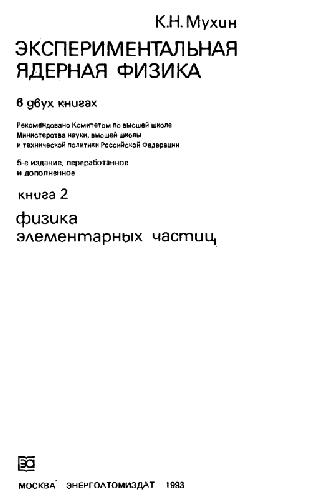 К.Н. Мухин
ЭКСПЕРИМЕНТАЛЬНАЯ
ЯДЕРНАЯ ФИЗИКА
в двух книгах
Рекомендовано Комитетом по высшей школе
Министерства науки, высшей школы
и технической политики Российской Федерации
5-е издание, переработанное
и дополненное
книга 2
физика
элементарных частиц
МОСКВА ЭНЕРГОАТОМИЗДАТ 1993